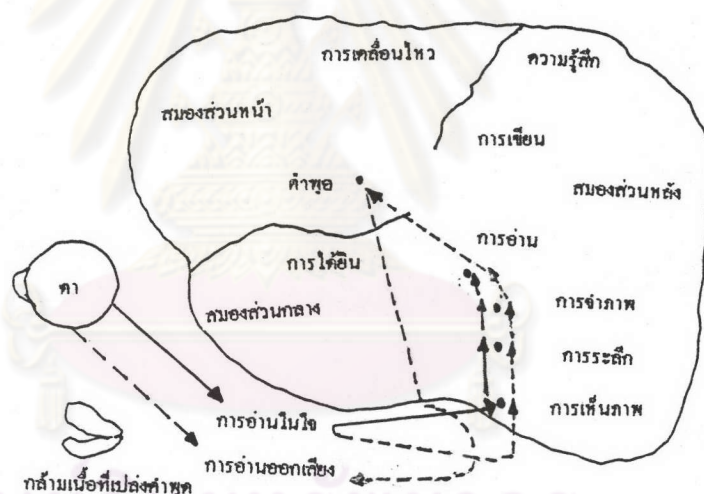 การเคลื่อนไหว
ความรู้สึก
สมองส่วนหน้า
การเขียน
คำพูด
สมองส่วนหลัง
การอ่าน
การได้ยิน
ตา
สมองส่วนกลาง
การจำภาพ
การระลึก
การเห็นภาพ
การอ่านในใจ
การอ่านออกเสียง
กล้ามเนื้อที่เปล่งคำพูด